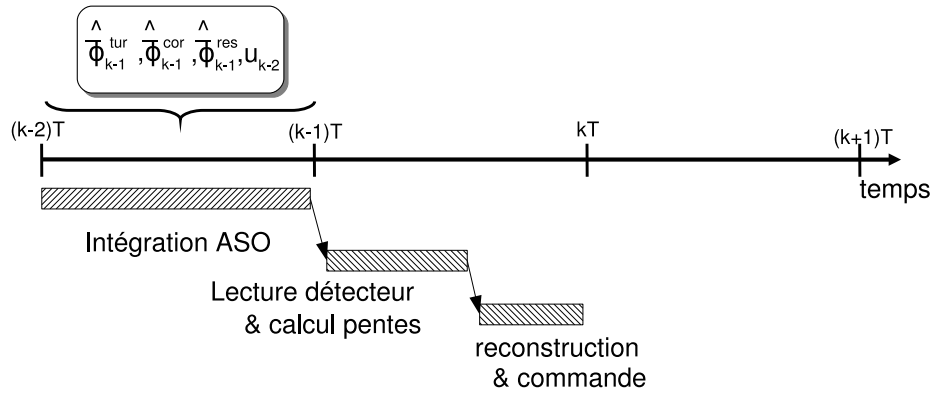 ϕ̄̂ᵗᵘʳₖ₋₁ , ϕ̄̂ᶜᵒʳₖ₋₁ , ϕ̄̂ʳᵉˢₖ₋₁ , uₖ₋₂
(k-2)T (k-1)T kT (k+1)T
temps
Intégration ASO
Lecture détecteur
& calcul pentes
reconstruction
& commande